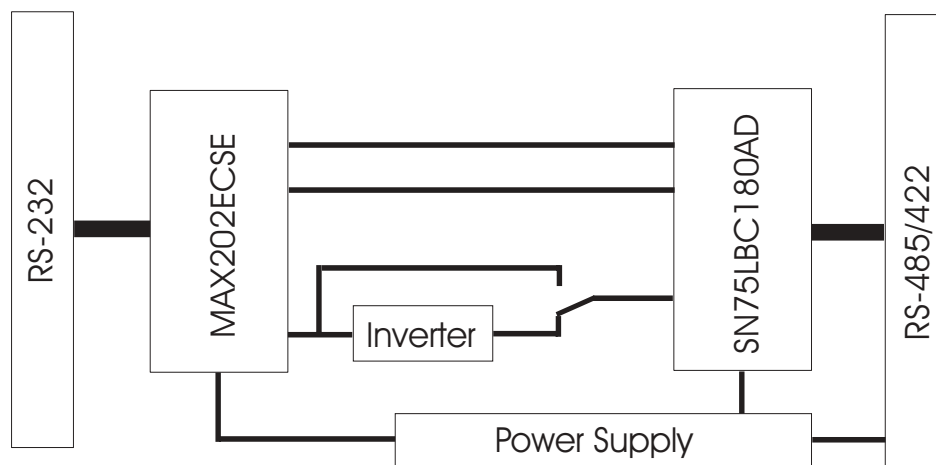 RS-232
MAX202ECSE
Inverter
SN75LBC180AD
RS-485/422
Power Supply